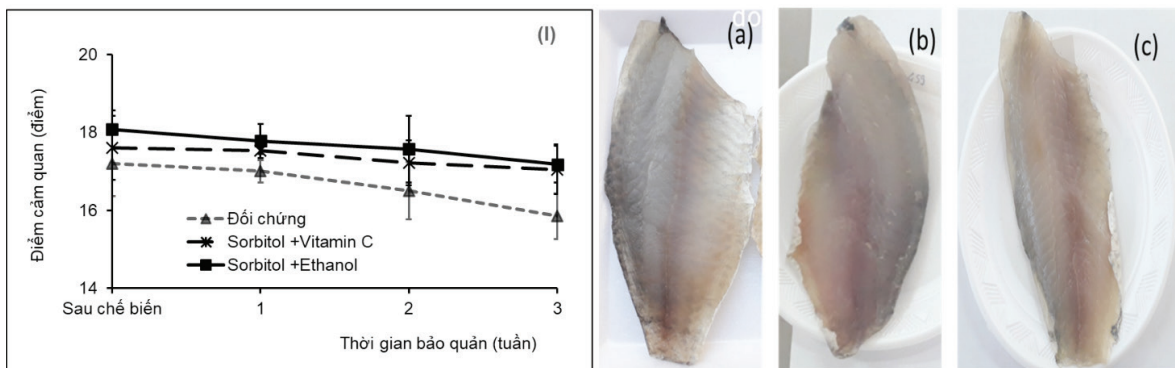 (I)
20
18
16
14
Điểm cảm quan (điểm)
Đối chứng
Sorbitol +Vitamin C
Sorbitol +Ethanol
Sau chế biến 1 2 3
Thời gian bảo quản (tuần)
(a)
do
(b)
(c)